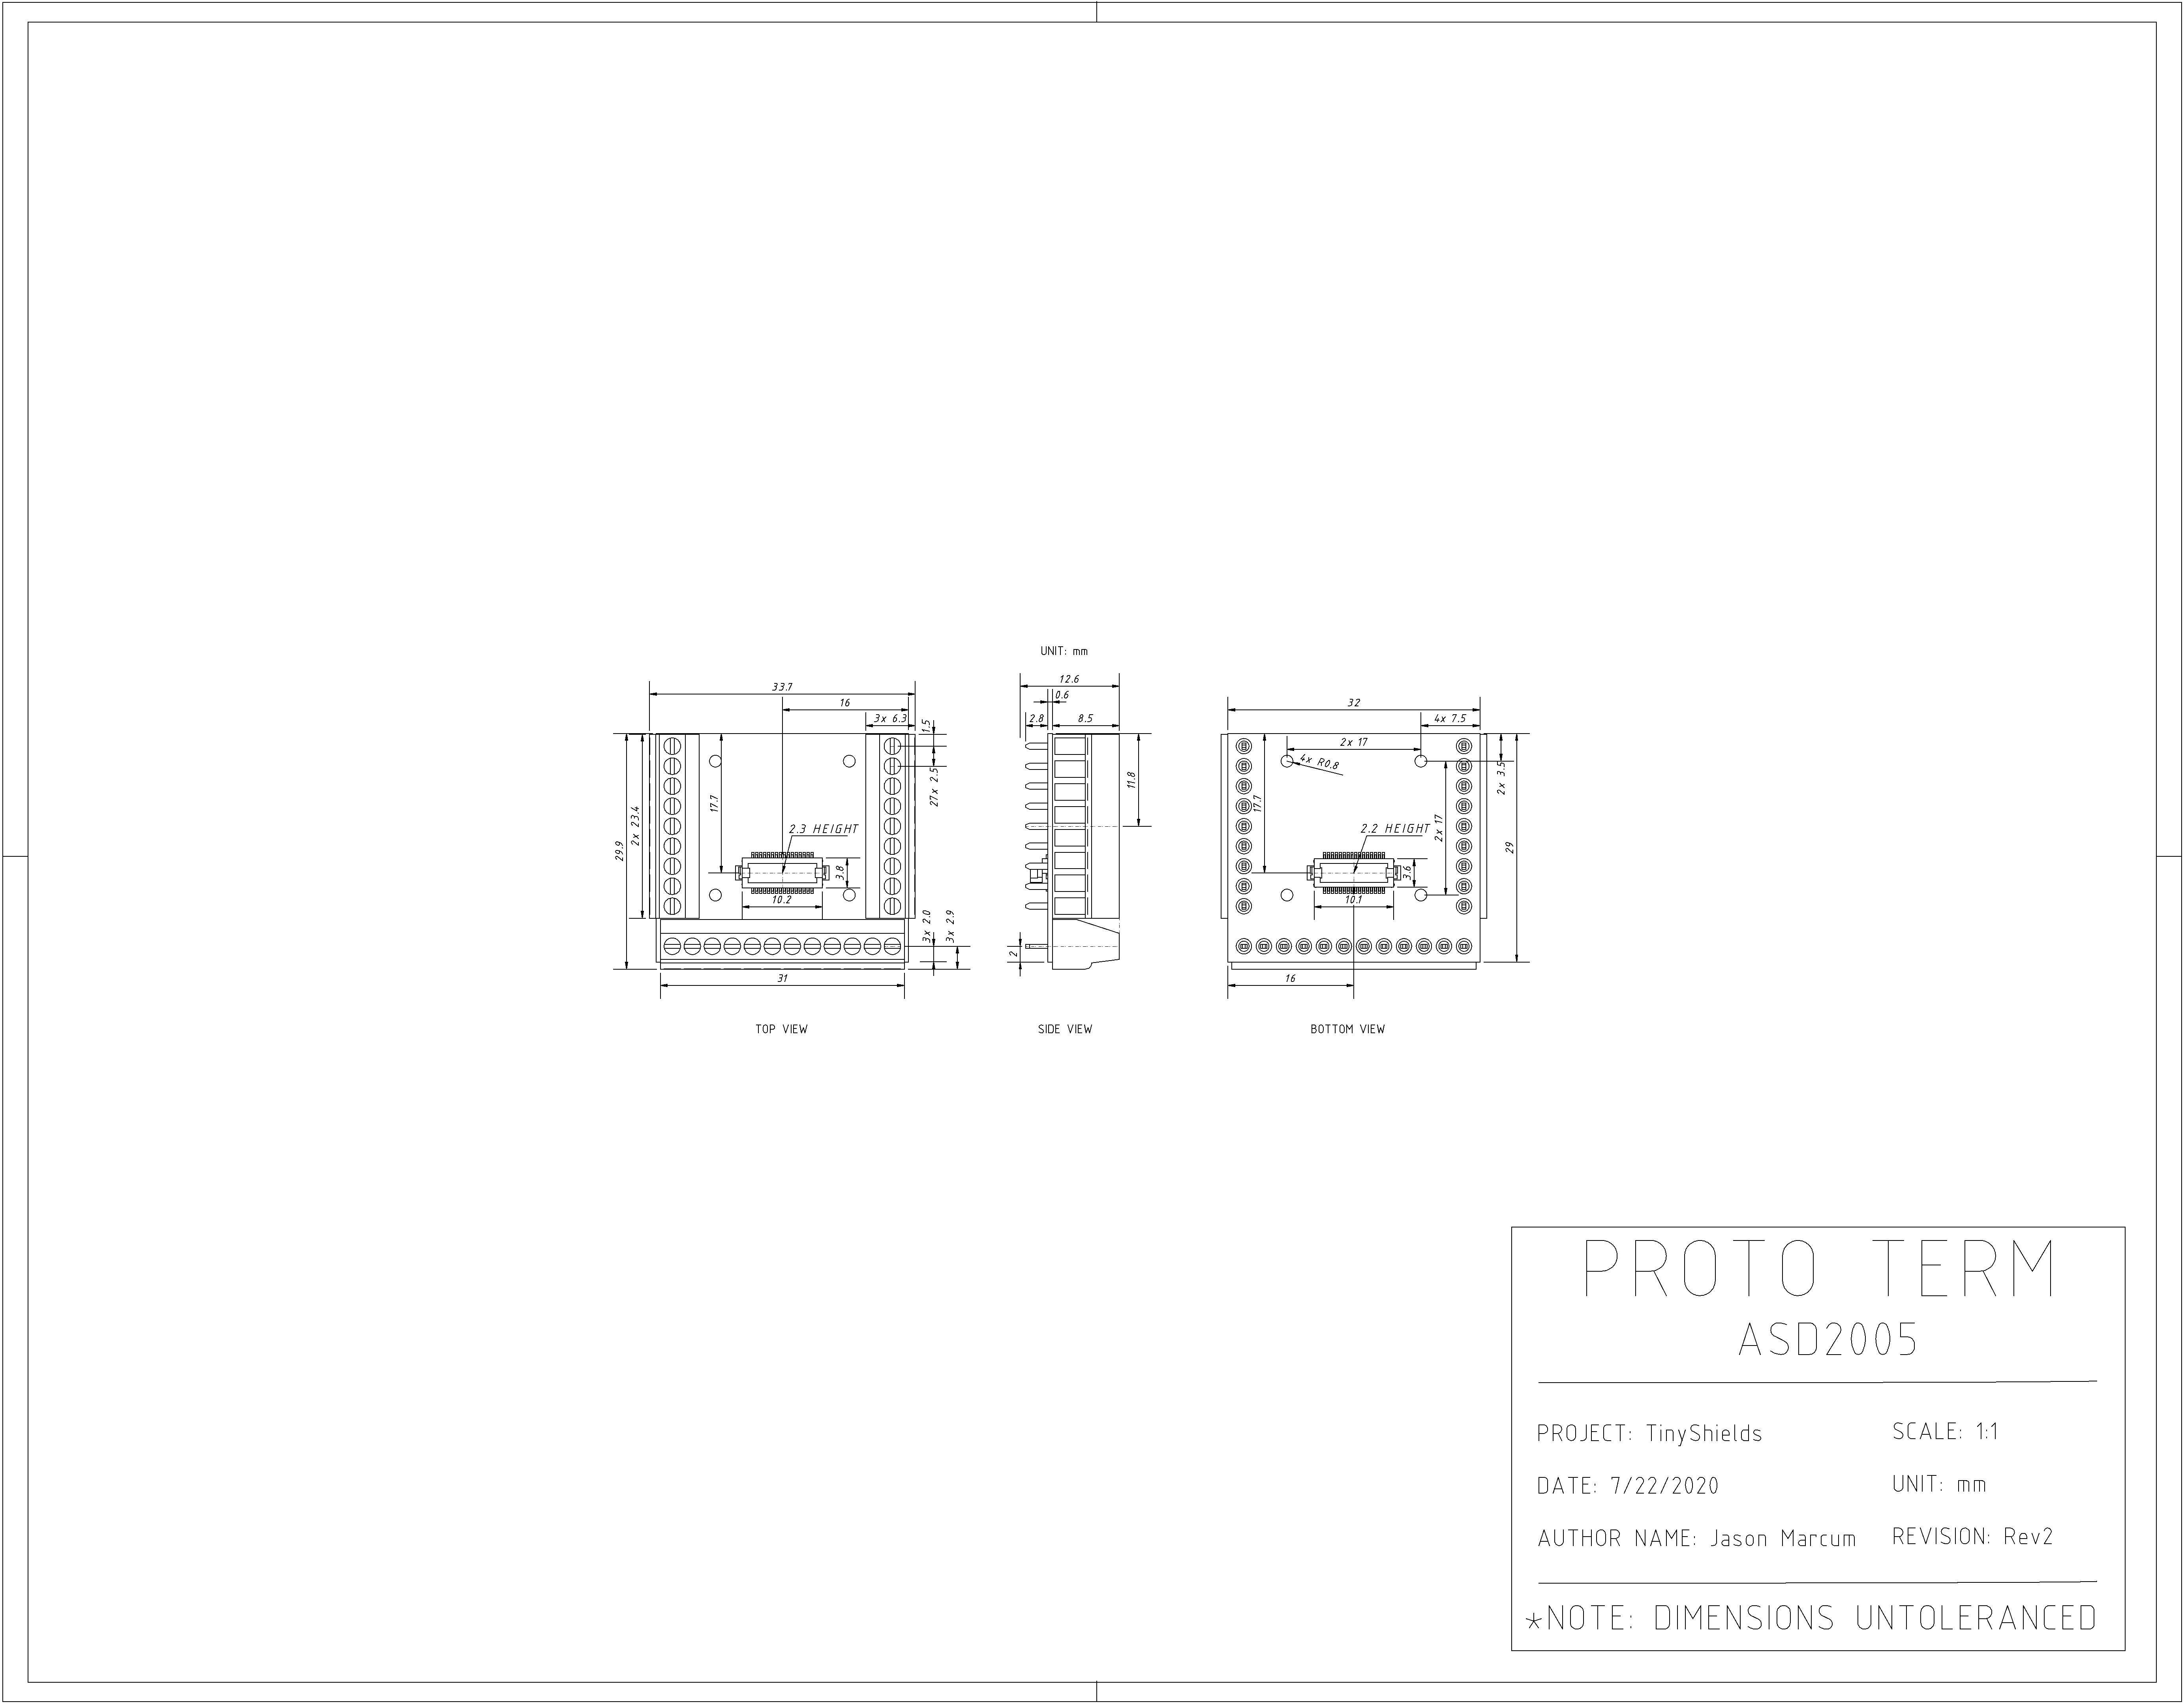 UNIT: mm
33.7
16
3x 6.3
1.5
27x 2.5
29.9
2x 23.4
17.7
2.3 HEIGHT
3.8
10.2
3x 2.0
3x 2.9
31
TOP VIEW
12.6
0.6
2.8
8.5
11.8
2
SIDE VIEW
32
4x 7.5
2x 17
4x R0.8
2x 3.5
17.7
2x 17
29
2.2 HEIGHT
3.6
10.1
16
BOTTOM VIEW
PROTO TERM
ASD2005
PROJECT: TinyShields
SCALE: 1:1
DATE: 7/22/2020
UNIT: mm
AUTHOR NAME: Jason Marcum
REVISION: Rev2
*NOTE: DIMENSIONS UNTOLERANCED